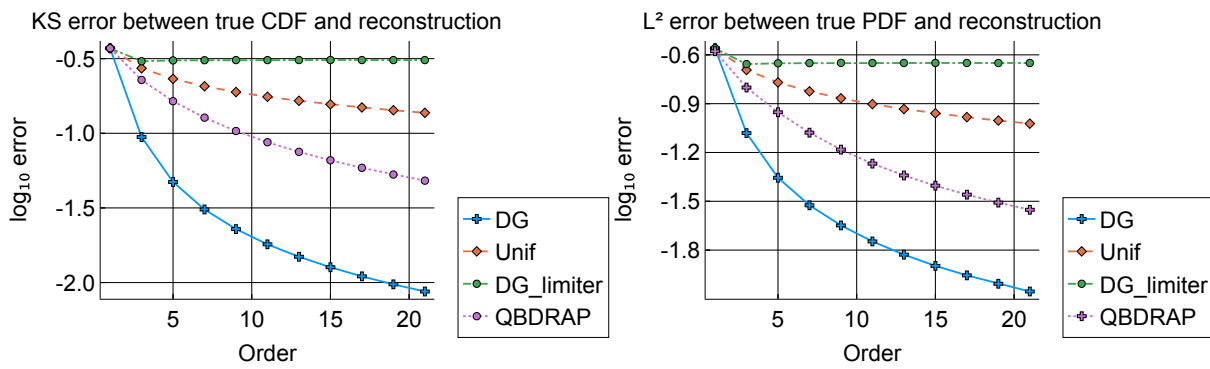 KS error between true CDF and reconstruction
-0.5
-1.0
-1.5
-2.0
log₁₀ error
5 10 15 20
Order
DG
Unif
DG_limiter
QBDRAP
L² error between true PDF and reconstruction
-0.6
-0.9
-1.2
-1.5
-1.8
log₁₀ error
5 10 15 20
Order
DG
Unif
DG_limiter
QBDRAP